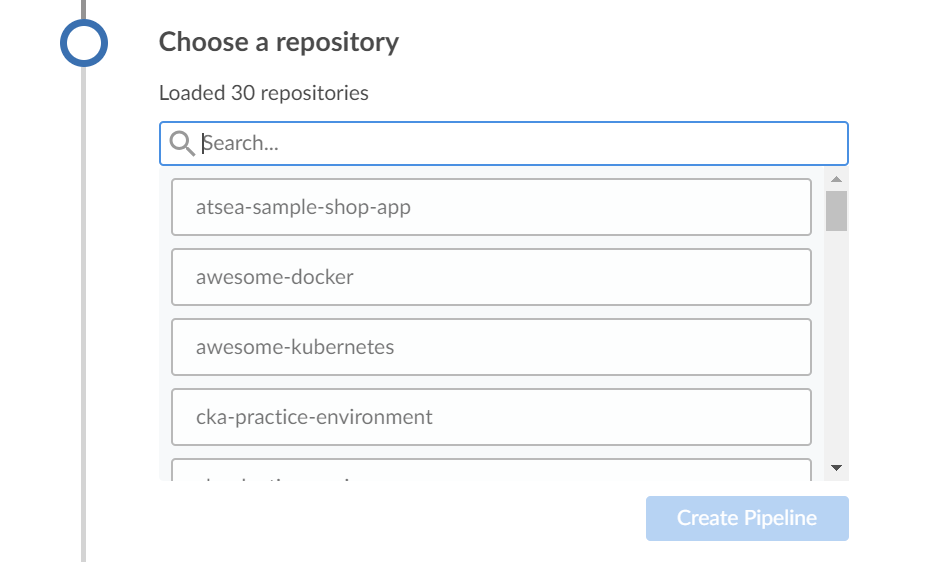 Choose a repository
Loaded 30 repositories
Search...
atsea-sample-shop-app
awesome-docker
awesome-kubernetes
cka-practice-environment
Create Pipeline